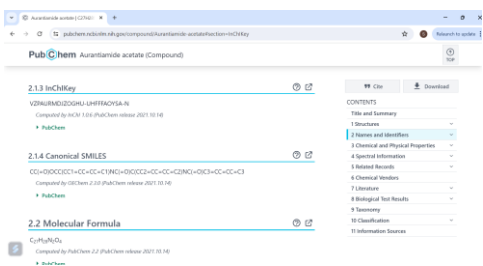 Aurantiamide acetate | C27H28
pubchem.ncbi.nlm.nih.gov/compound/Aurantiamide-acetate#section=InChIKey
Relaunch to update
PubChem Aurantiamide acetate (Compound)
TOP
2.1.3 InChIKey
VZPAURMDJZOGHU-UHFFFAOYSA-N
Computed by InChI 1.0.6 (PubChem release 2021.10.14)
PubChem
2.1.4 Canonical SMILES
CC(=O)OCC(CC1=CC=CC=C1)NC(=O)C(CC2=CC=CC=C2)NC(=O)C3=CC=CC=C3
Computed by OEChem 2.3.0 (PubChem release 2021.10.14)
PubChem
2.2 Molecular Formula
C27H28N2O4
Computed by PubChem 2.2 (PubChem release 2021.10.14)
PubChem
Cite
Download
CONTENTS
Title and Summary
1 Structures
2 Names and Identifiers
3 Chemical and Physical Properties
4 Spectral Information
5 Related Records
6 Chemical Vendors
7 Literature
8 Biological Test Results
9 Taxonomy
10 Classification
11 Information Sources